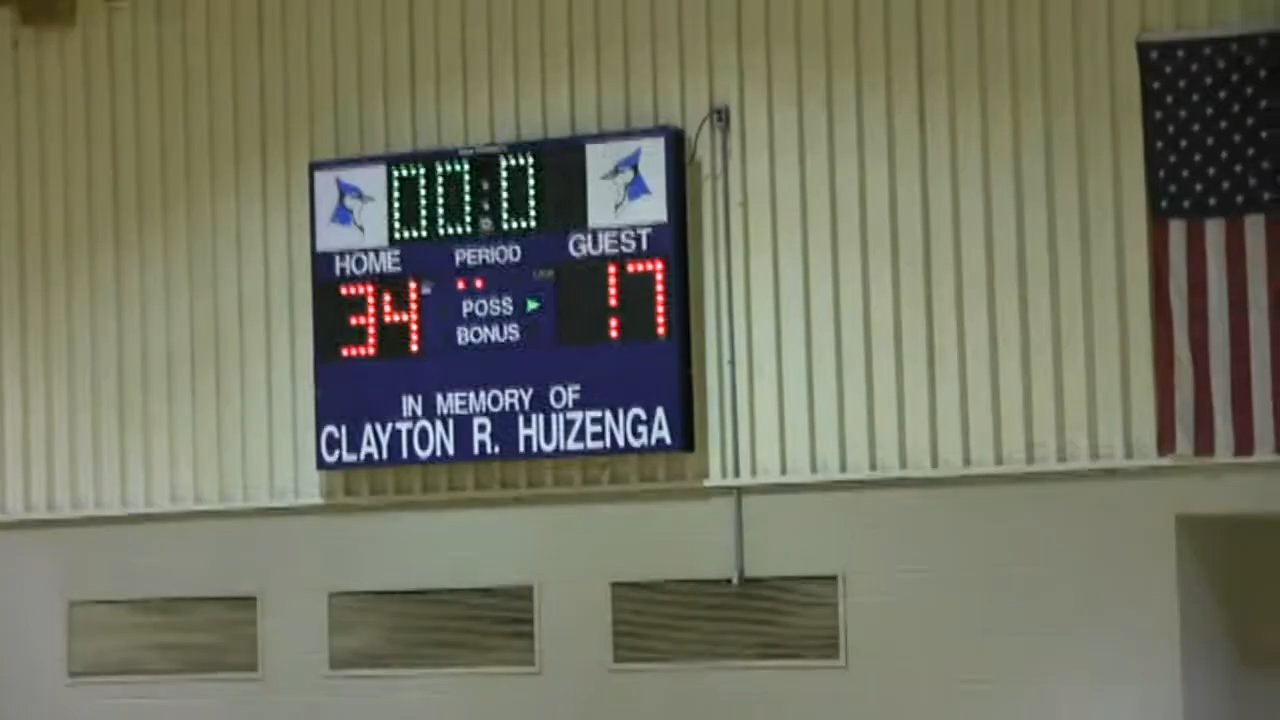 00:0
HOME PERIOD GUEST
34 17
POSS
BONUS
IN MEMORY OF
CLAYTON R. HUIZENGA